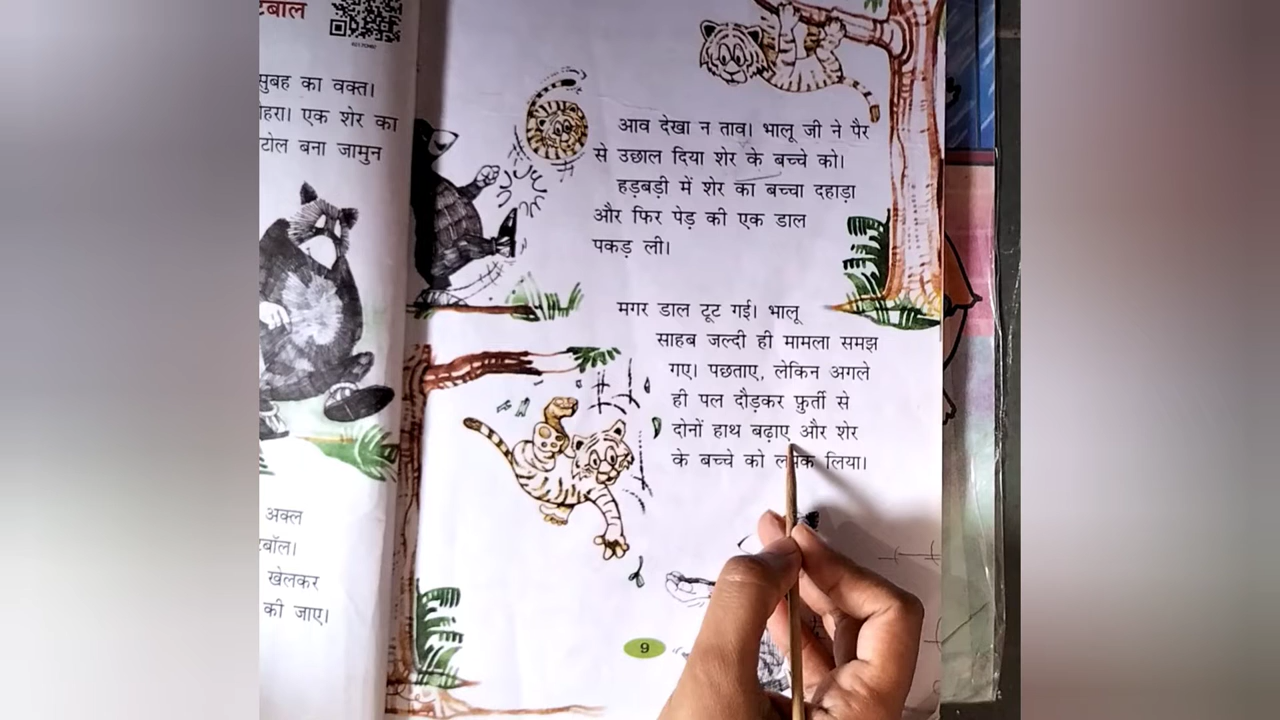 सुबह का वक्त।
एक शेर का
बना जामुन
अक्ल
खेलकर
की जाए।
आव देखा न ताव। भालू जी ने पैर
से उछाल दिया शेर के बच्चे को।
हड़बड़ी में शेर का बच्चा दहाड़ा
और फिर पेड़ की एक डाल
पकड़ ली।
मगर डाल टूट गई। भालू
साहब जल्दी ही मामला समझ
गए। पछताए, लेकिन अगले
ही पल दौड़कर फ़ुर्ती से
दोनों हाथ बढ़ाए और शेर
के बच्चे को लपक लिया।
9